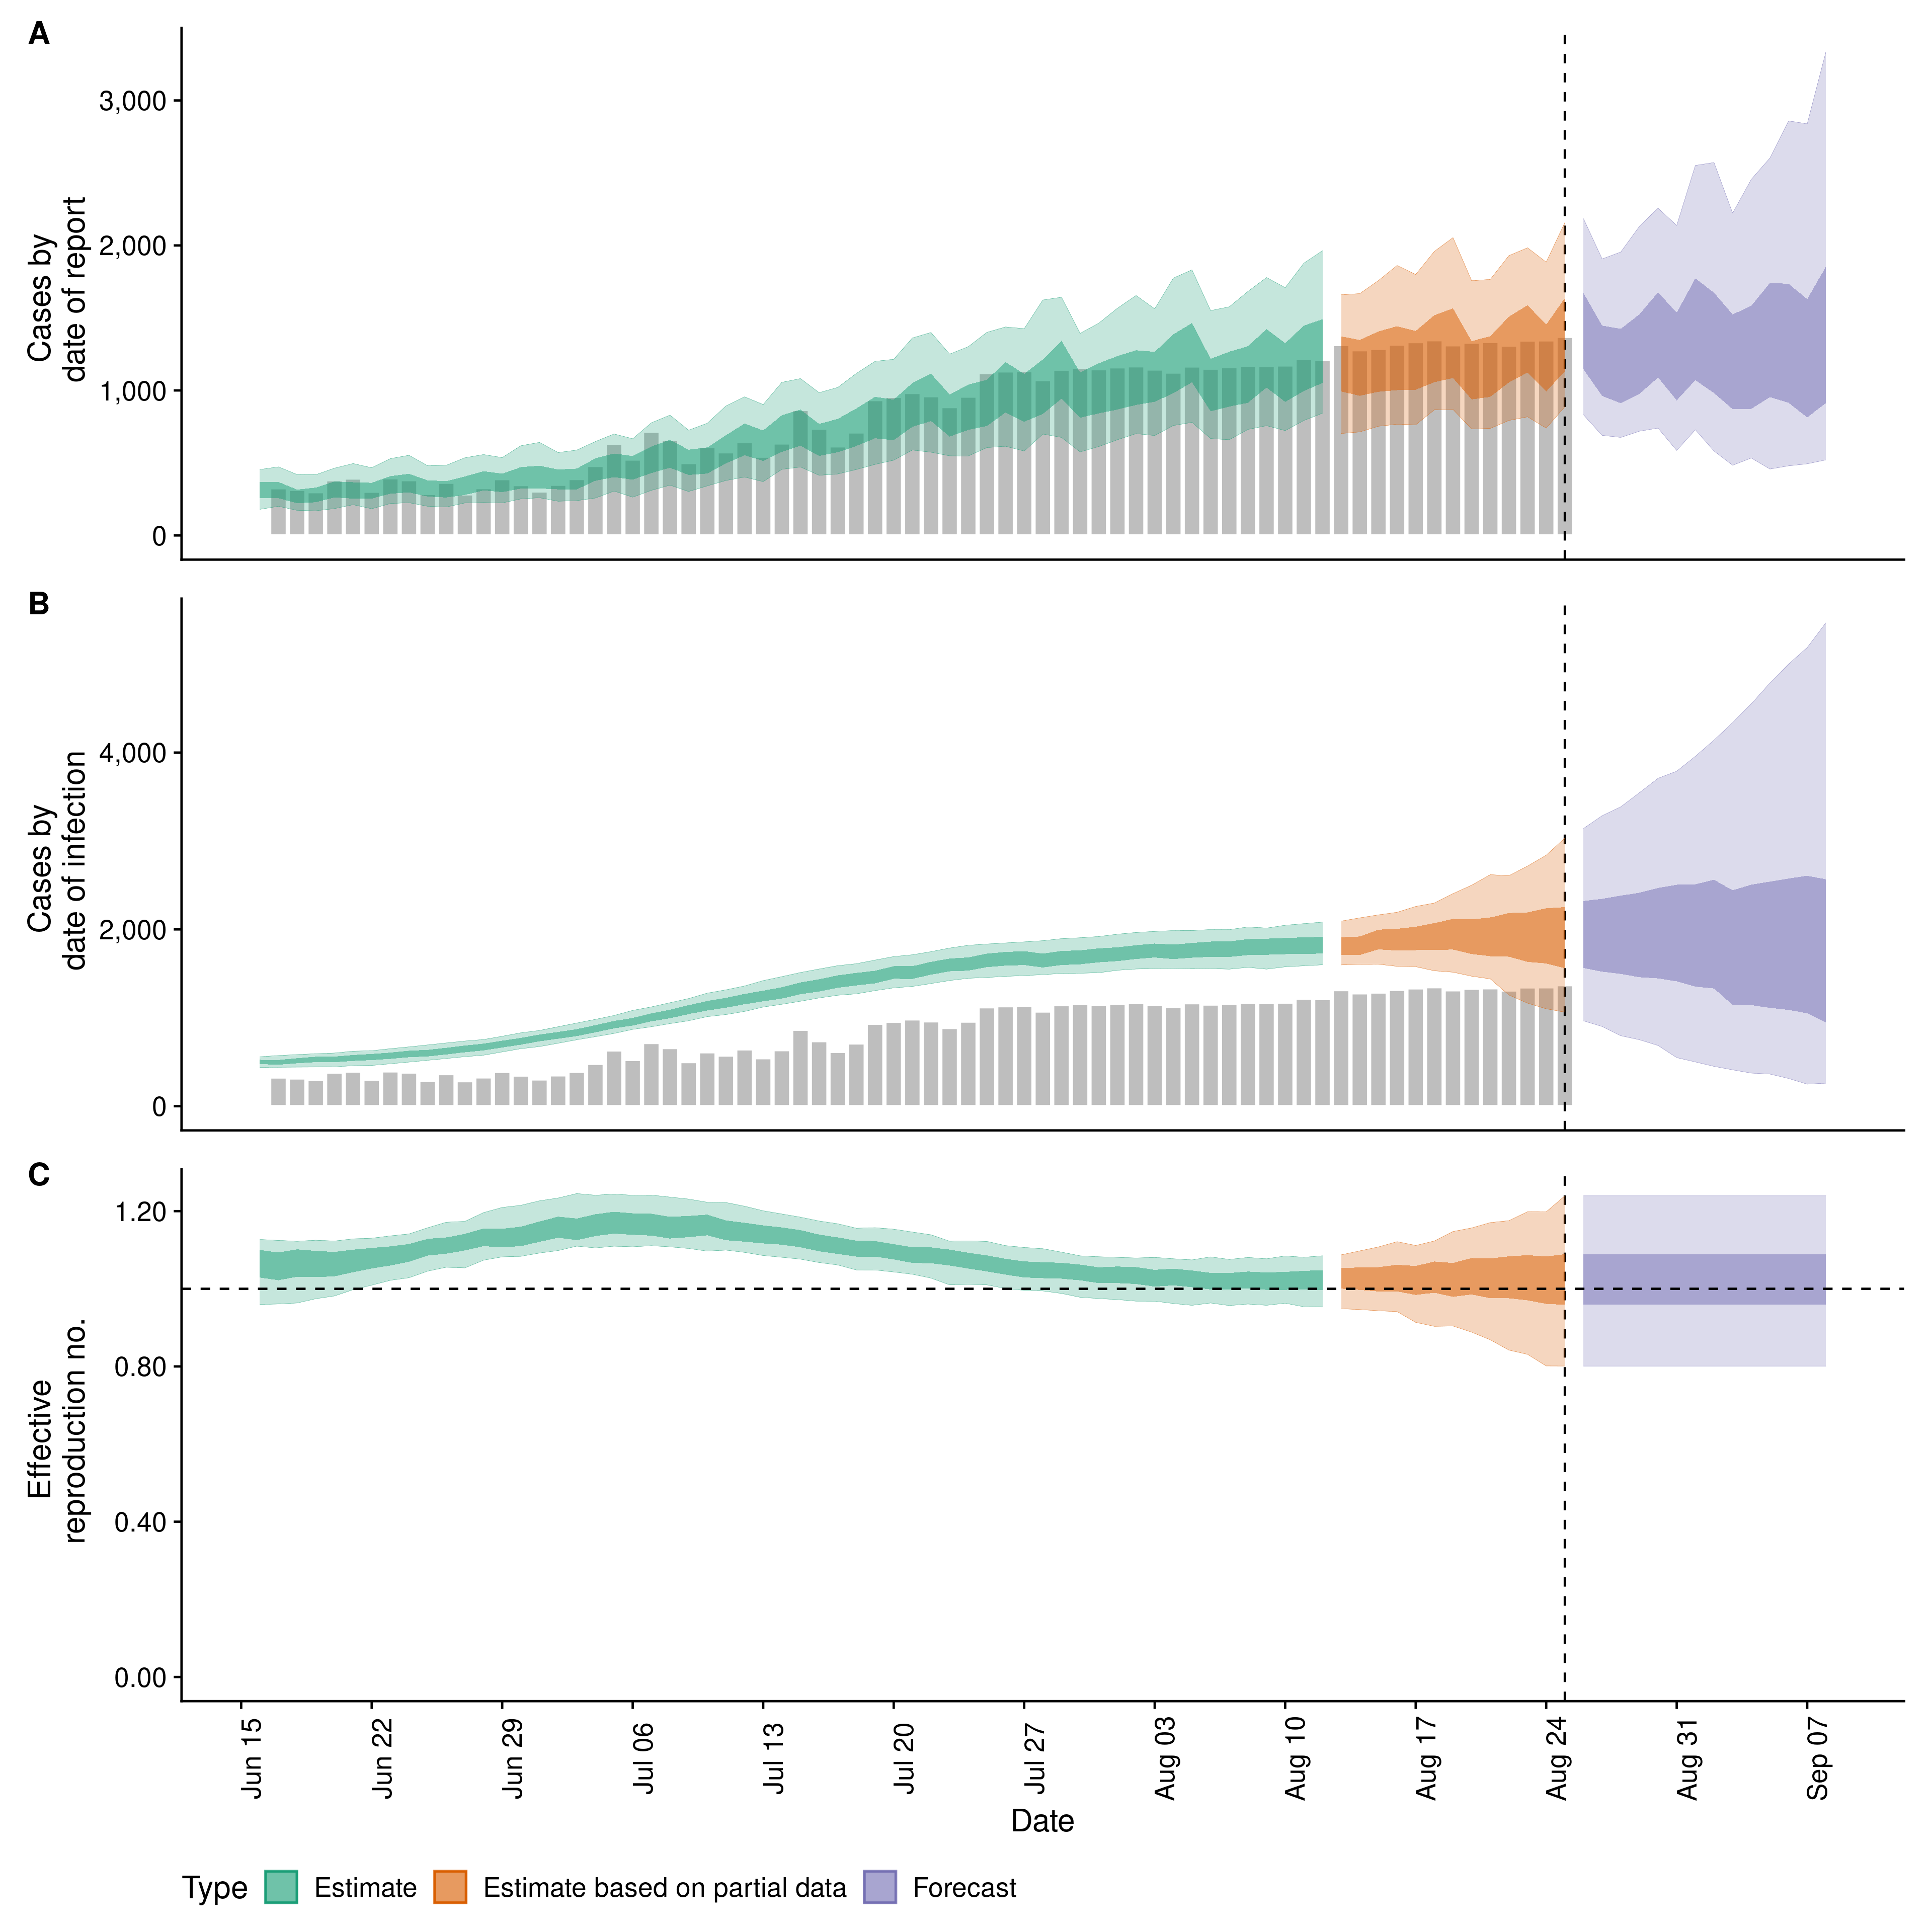 A
Cases by
date of report
3,000
2,000
1,000
0
B
Cases by
date of infection
4,000
2,000
0
C
Effective
reproduction no.
1.20
0.80
0.40
0.00
Jun 15
Jun 22
Jun 29
Jul 06
Jul 13
Jul 20
Jul 27
Aug 03
Aug 10
Aug 17
Aug 24
Aug 31
Sep 07
Date
Type Estimate Estimate based on partial data Forecast